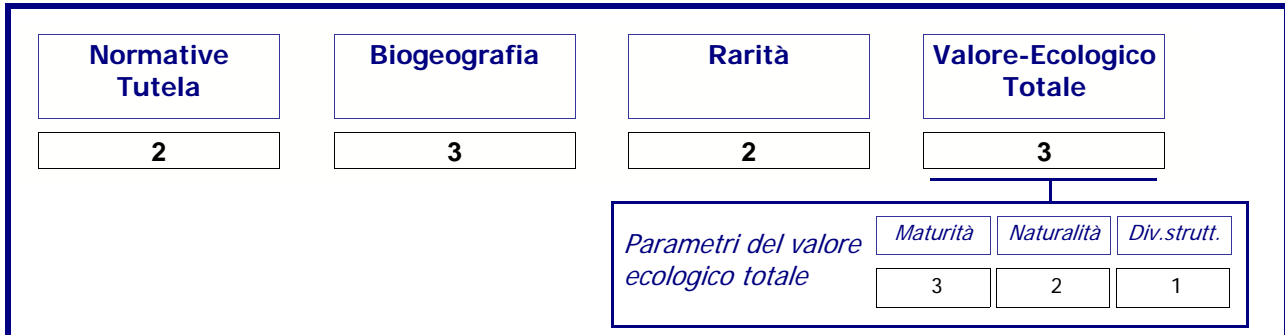 Normative Tutela
Biogeografia
Rarità
Valore-Ecologico Totale
2
3
2
3
Parametri del valore ecologico totale
Maturità
Naturalità
Div.strutt.
3
2
1